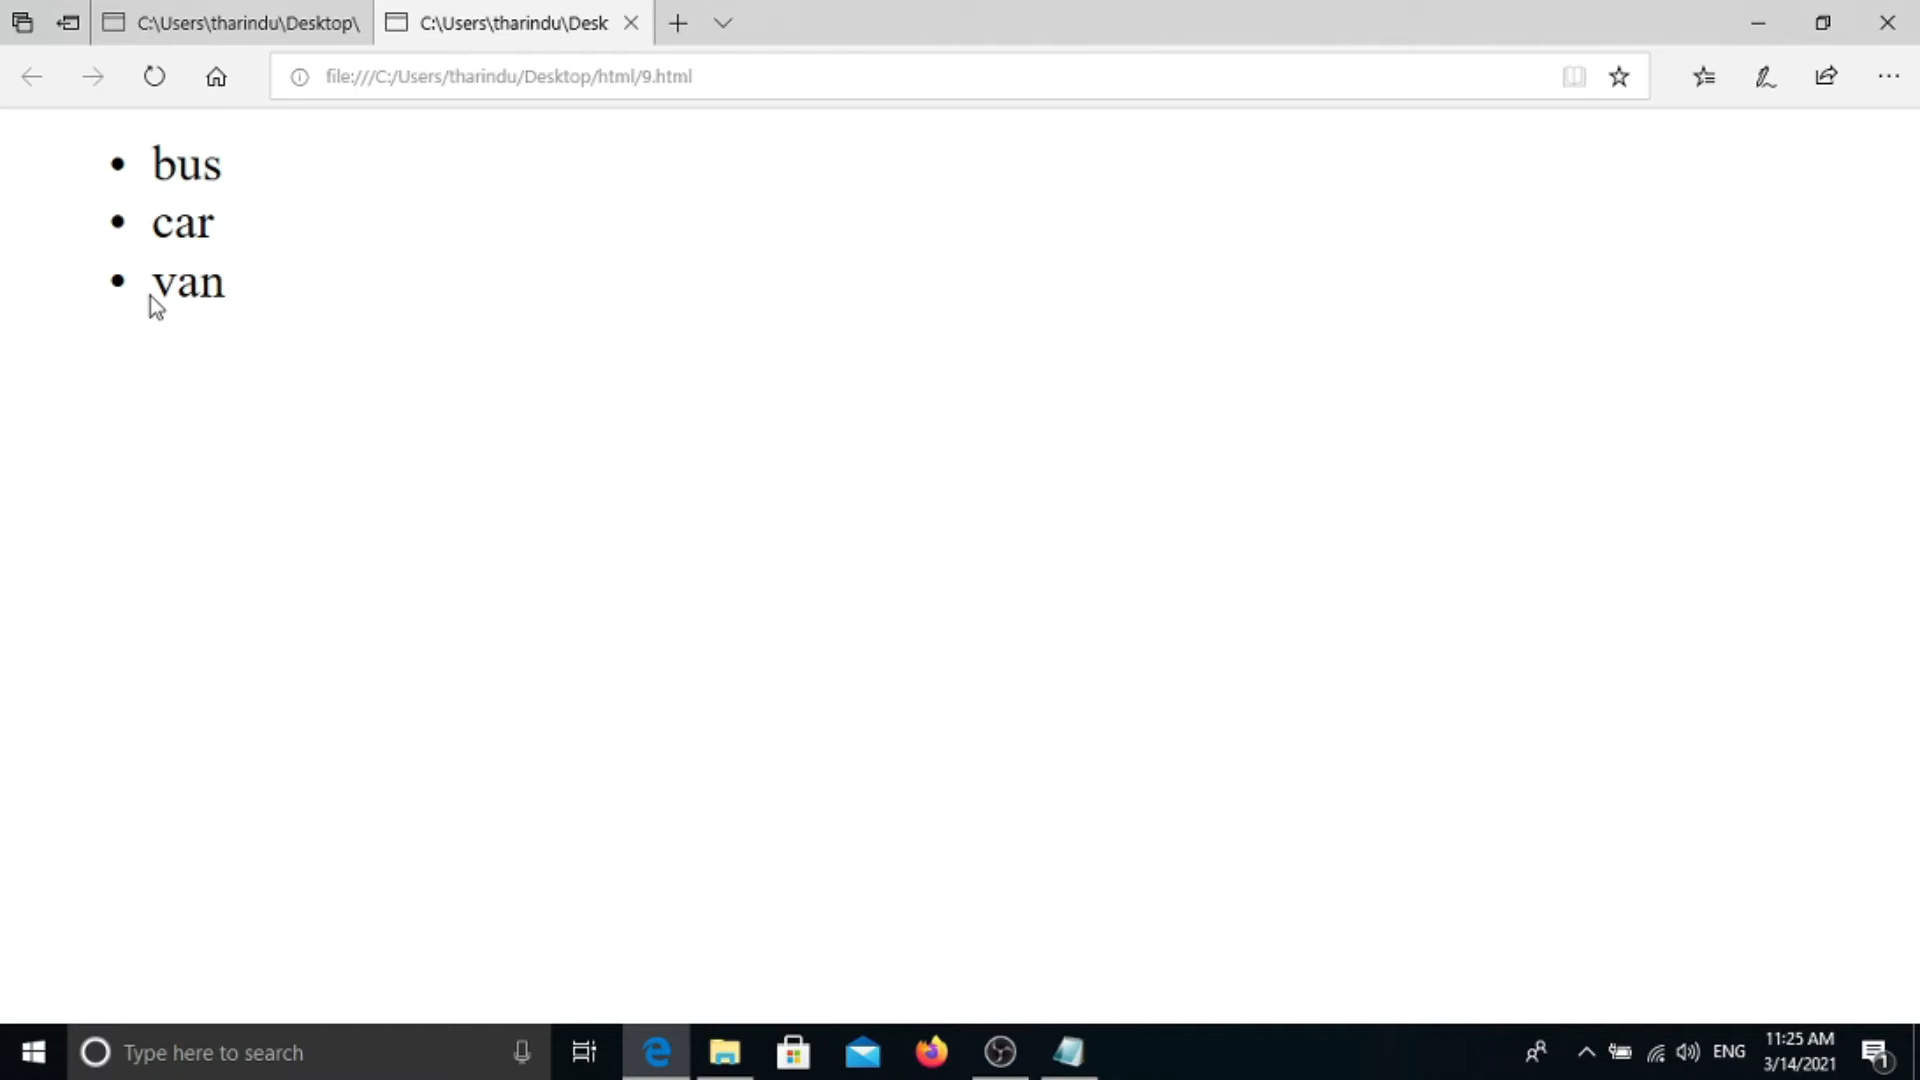 C:\Users\tharindu\Desktop\
C:\Users\tharindu\Desk
file:///C:/Users/tharindu/Desktop/html/9.html
• bus
• car
• van
Type here to search
ENG
11:25 AM
3/14/2021
1